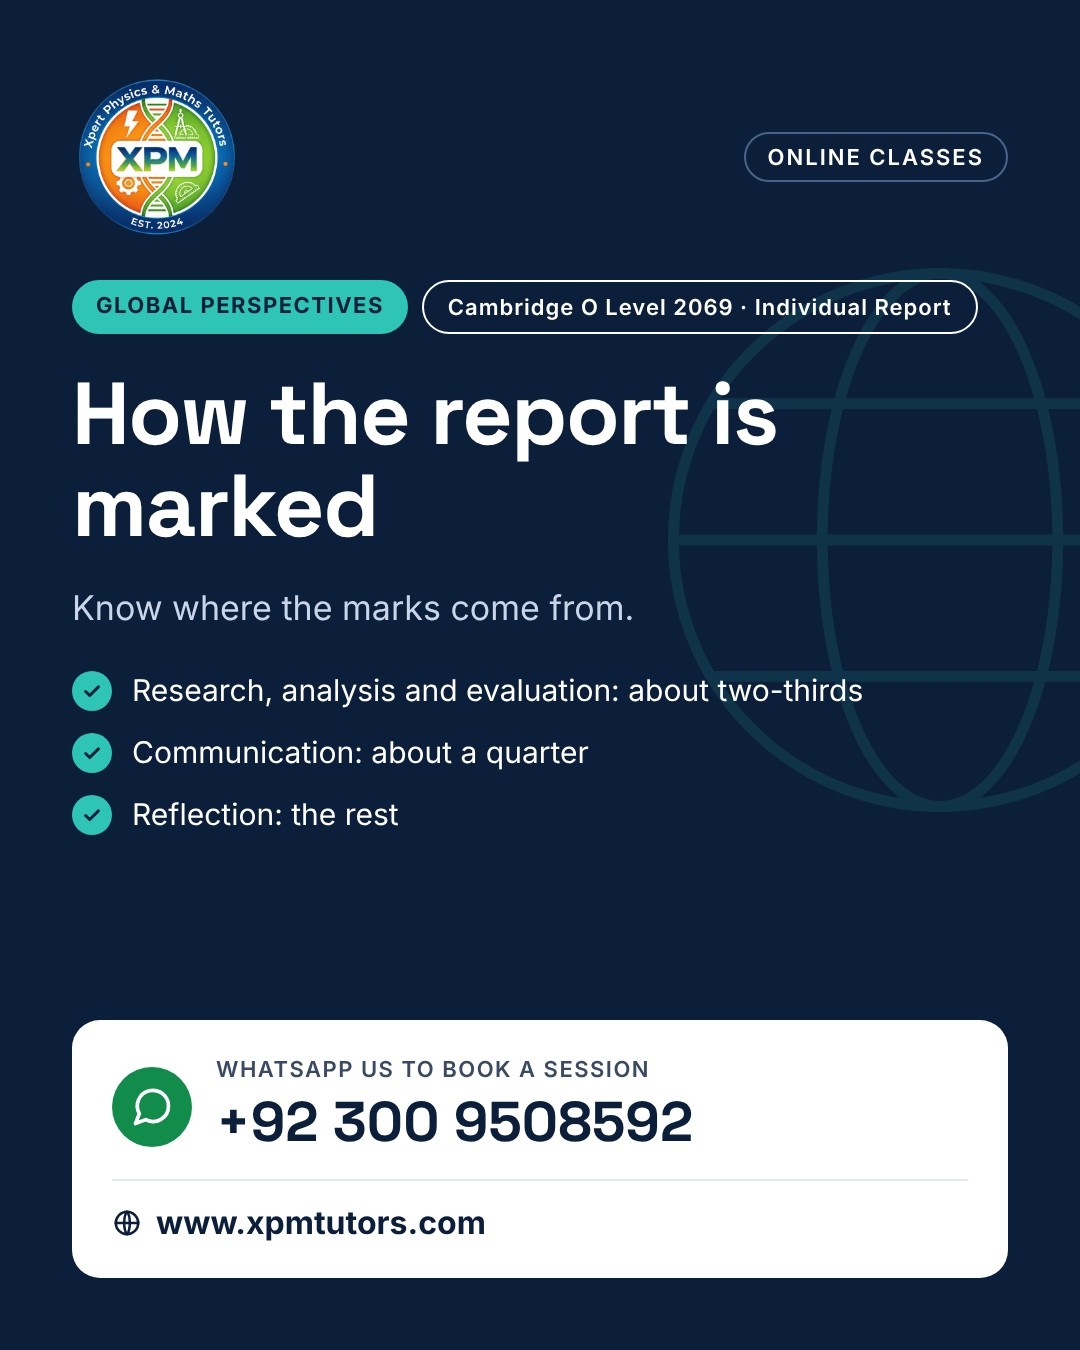 Xpert Physics & Maths Tutors
XPM
EST. 2024
ONLINE CLASSES
GLOBAL PERSPECTIVES
Cambridge O Level 2069 · Individual Report
How the report is
marked
Know where the marks come from.
Research, analysis and evaluation: about two-thirds
Communication: about a quarter
Reflection: the rest
WHATSAPP US TO BOOK A SESSION
+92 300 9508592
www.xpmtutors.com